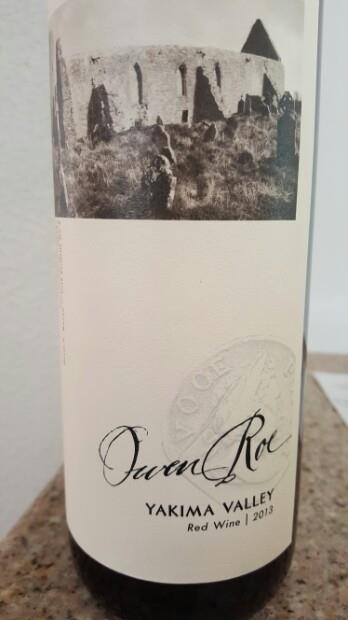 Owen Roe
YAKIMA VALLEY
Red Wine | 2013